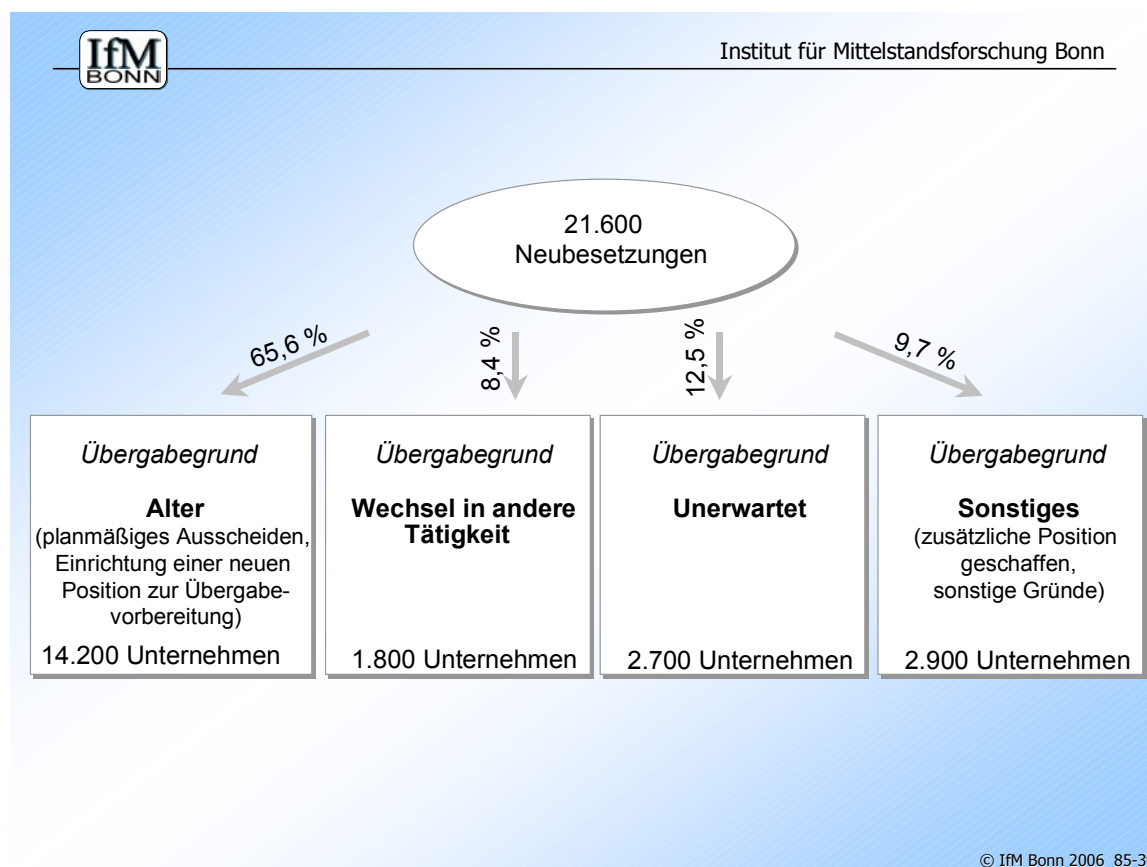 IfM
BONN
Institut für Mittelstandsforschung Bonn
21.600
Neubesetzungen
65,6 %
8,4 %
12,5 %
9,7 %
Übergabegrund
Alter
(planmäßiges Ausscheiden,
Einrichtung einer neuen
Position zur Übergabe-
vorbereitung)
14.200 Unternehmen
Übergabegrund
Wechsel in andere
Tätigkeit
1.800 Unternehmen
Übergabegrund
Unerwartet
2.700 Unternehmen
Übergabegrund
Sonstiges
(zusätzliche Position
geschaffen,
sonstige Gründe)
2.900 Unternehmen
© IfM Bonn 2006 85-3